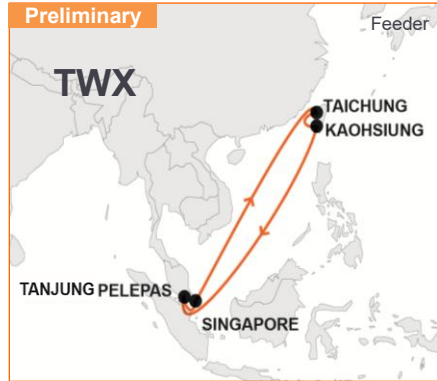 Preliminary
Feeder
TWX
TAICHUNG
KAOHSIUNG
TANJUNG PELEPAS
SINGAPORE